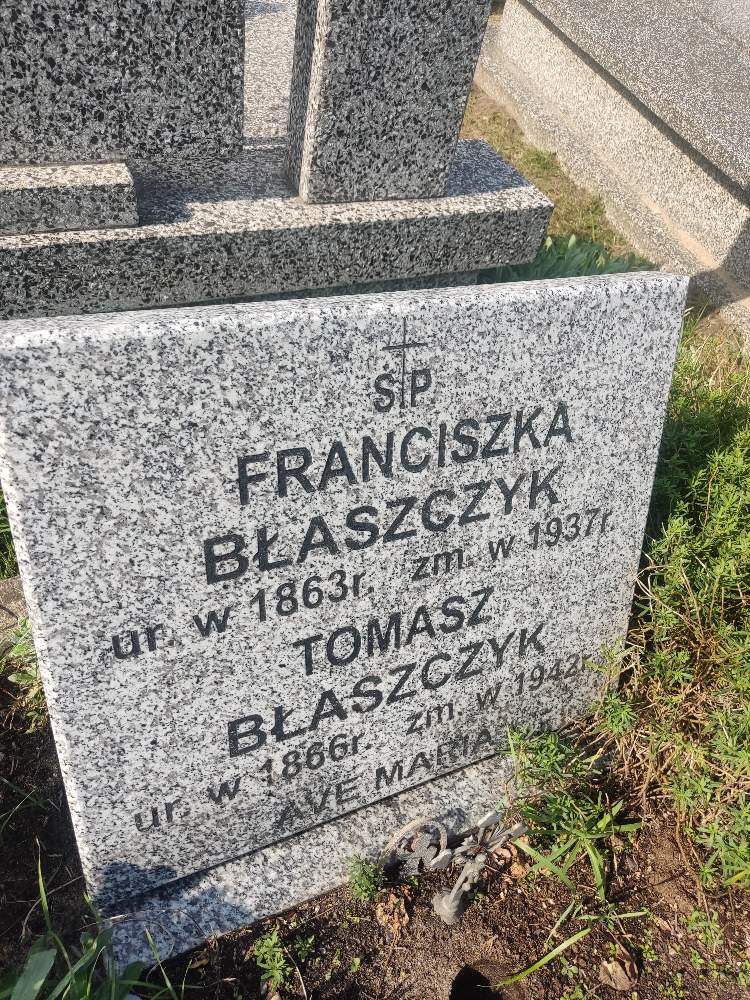 ŚP
FRANCISZKA
BŁASZCZYK
ur. w 1863r. zm. w 1937r.
TOMASZ
BŁASZCZYK
ur. w 1866r. zm. w 1942r.
AVE MARIA